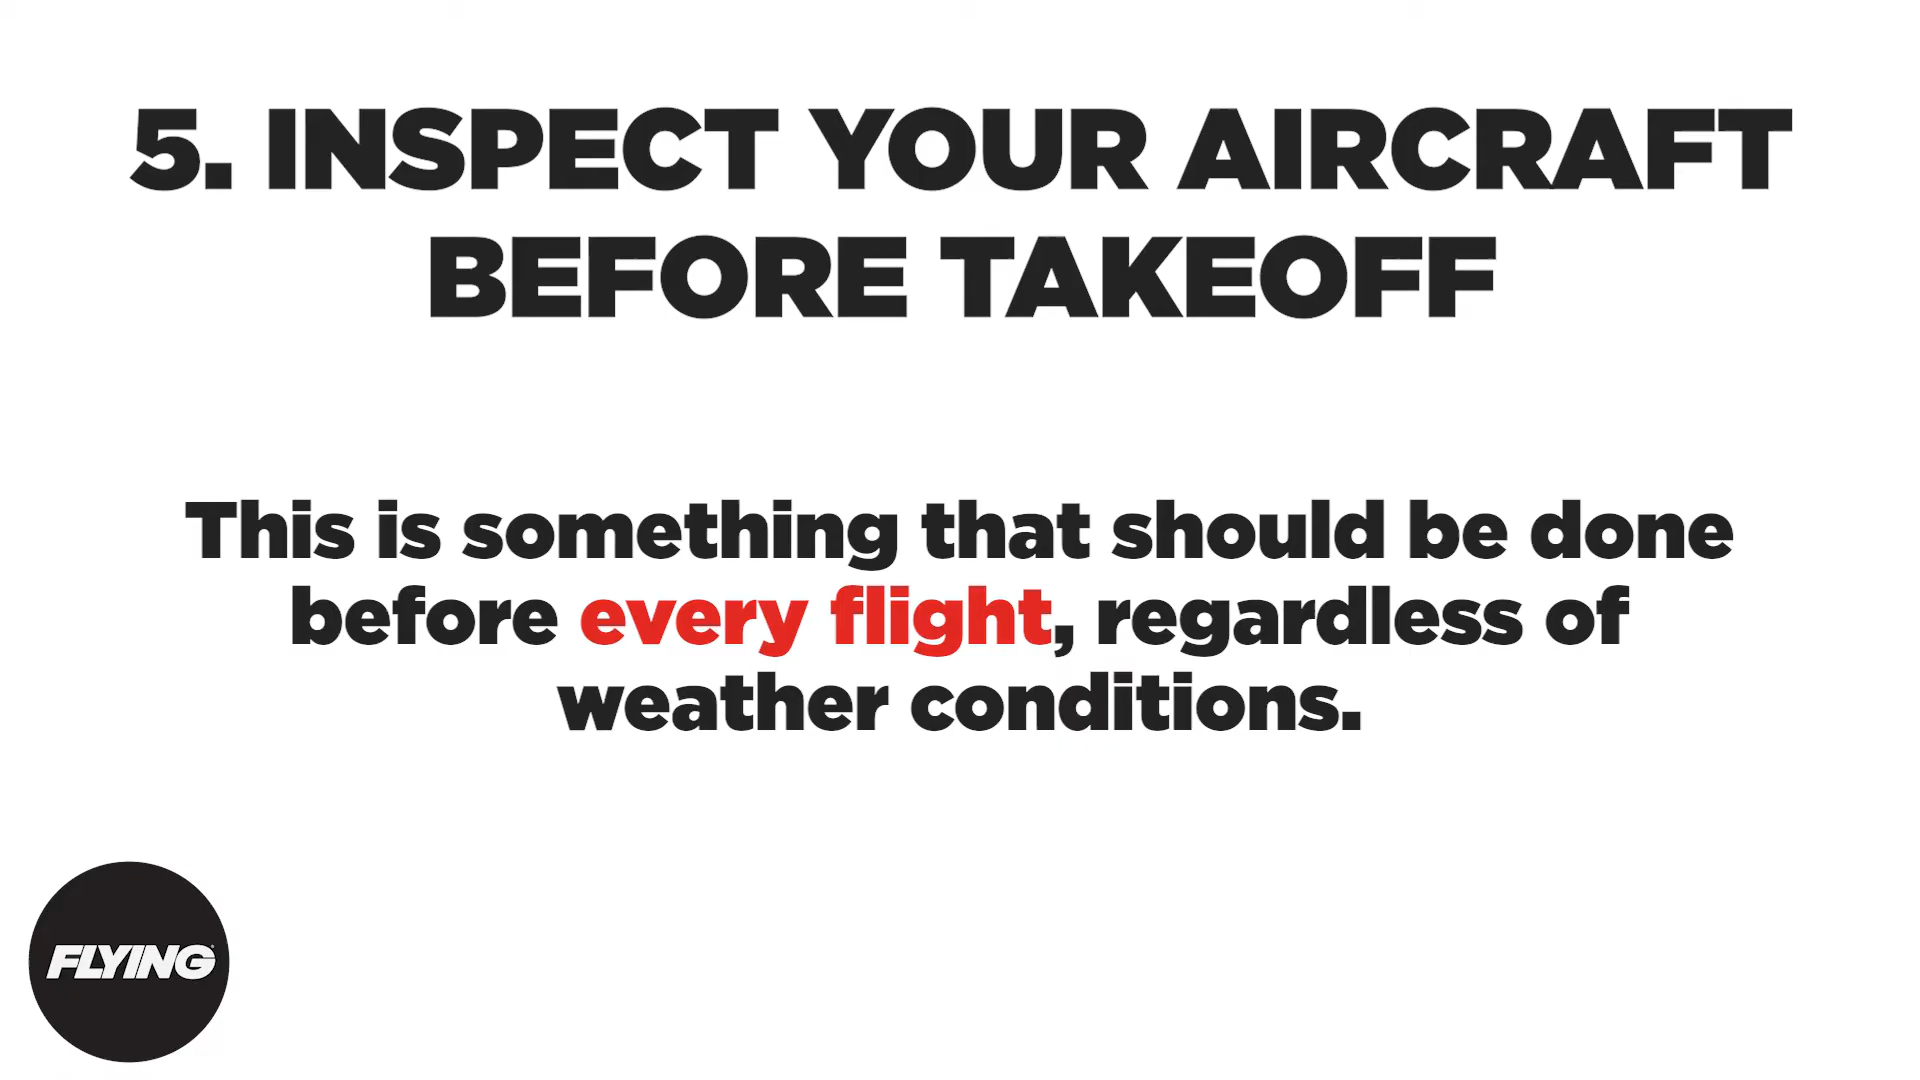 5. INSPECT YOUR AIRCRAFT
BEFORE TAKEOFF
This is something that should be done
before every flight, regardless of
weather conditions.
FLYING